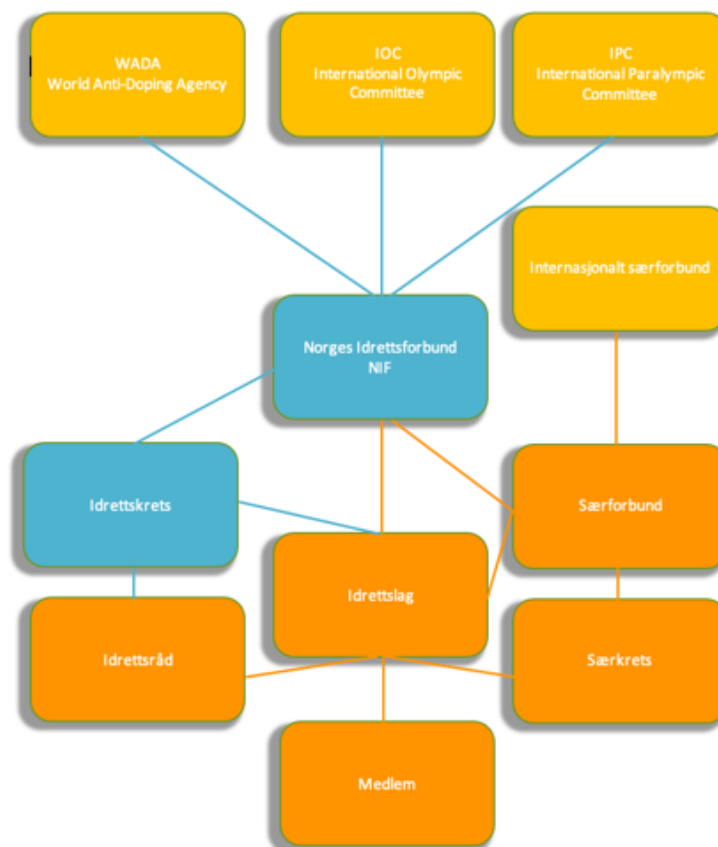 WADA
World Anti-Doping Agency
IOC
International Olympic
Committee
IPC
International Paralympic
Committee
Internasjonalt særforbund
Norges Idrettsforbund
NIF
Idrettskrets
Særforbund
Idrettslag
Idrettsråd
Særkrets
Medlem